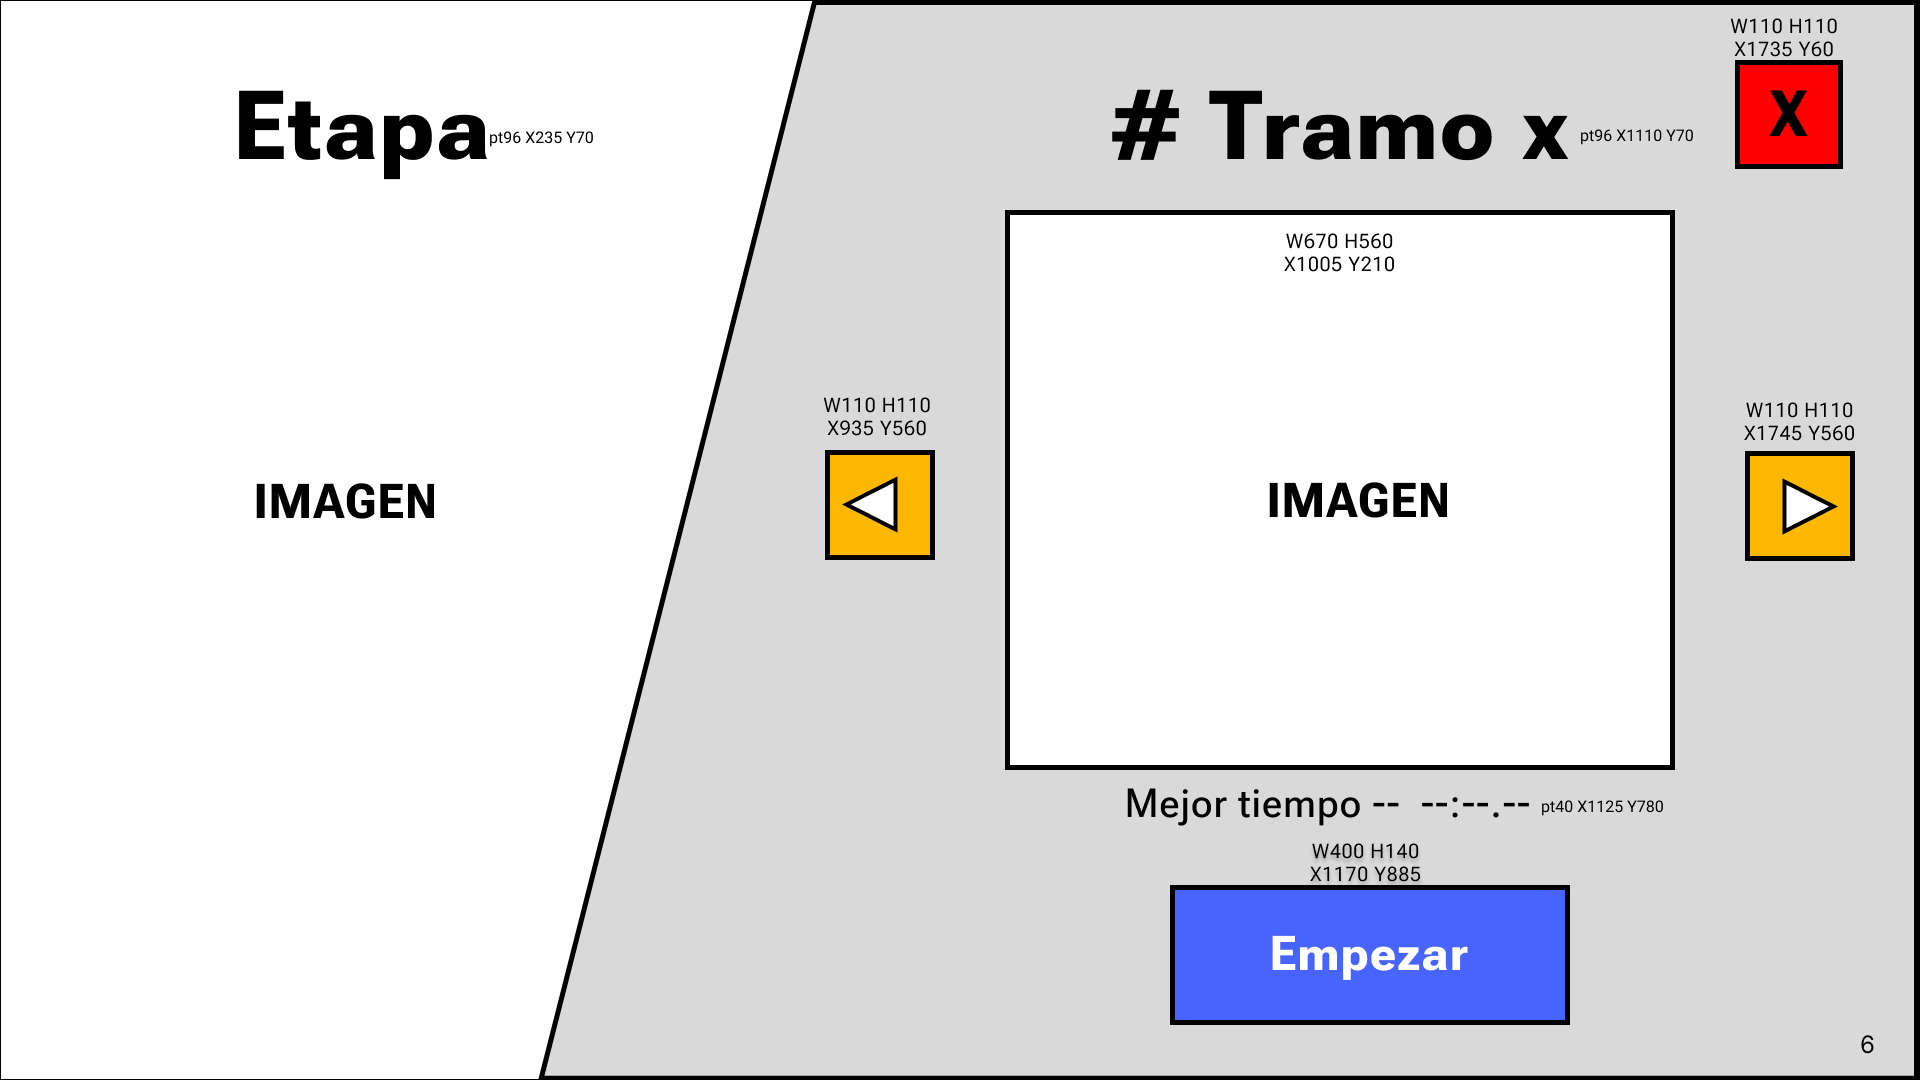 Etapa
pt96 X235 Y70
IMAGEN
W110 H110
X1735 Y60
X
# Tramo x
pt96 X1110 Y70
W670 H560
X1005 Y210
IMAGEN
W110 H110
X935 Y560
W110 H110
X1745 Y560
Mejor tiempo -- --:--.--
pt40 X1125 Y780
W400 H140
X1170 Y885
Empezar
6